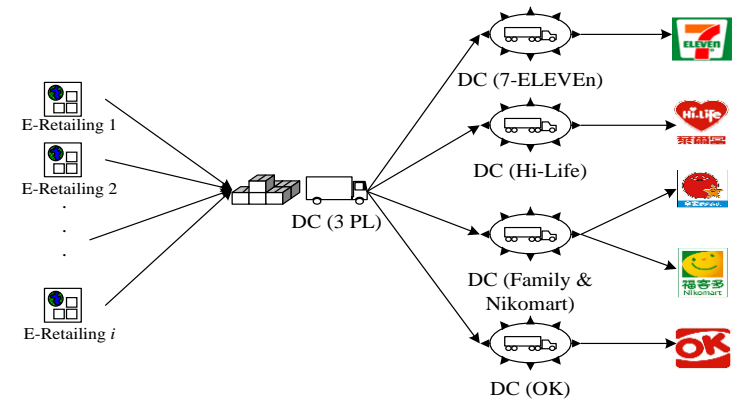 ELEVEN
DC (7-ELEVEn)
E-Retailing 1
E-Retailing 2
.
.
.
E-Retailing i
DC (3 PL)
Hi-Life
萊爾富
DC (Hi-Life)
DC (Family &
Nikomart)
福客多
Nikomart
OK
DC (OK)